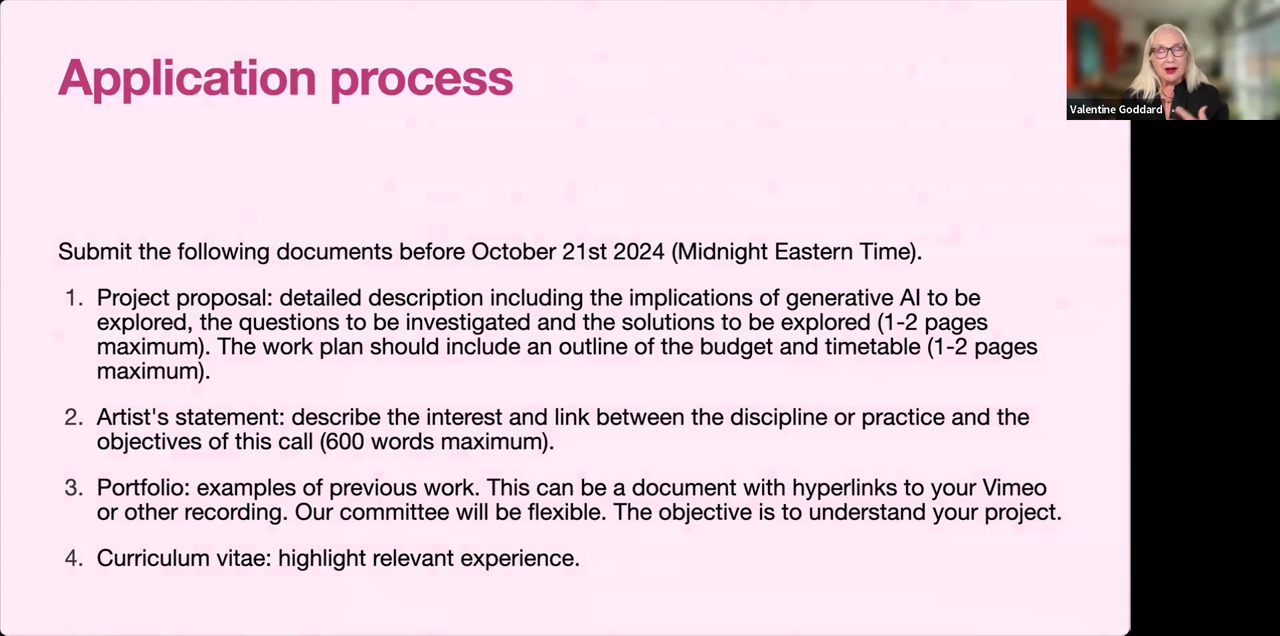 Application process
Valentine Goddard
Submit the following documents before October 21st 2024 (Midnight Eastern Time).
1. Project proposal: detailed description including the implications of generative AI to be
explored, the questions to be investigated and the solutions to be explored (1-2 pages
maximum). The work plan should include an outline of the budget and timetable (1-2 pages
maximum).
2. Artist's statement: describe the interest and link between the discipline or practice and the
objectives of this call (600 words maximum).
3. Portfolio: examples of previous work. This can be a document with hyperlinks to your Vimeo
or other recording. Our committee will be flexible. The objective is to understand your project.
4. Curriculum vitae: highlight relevant experience.